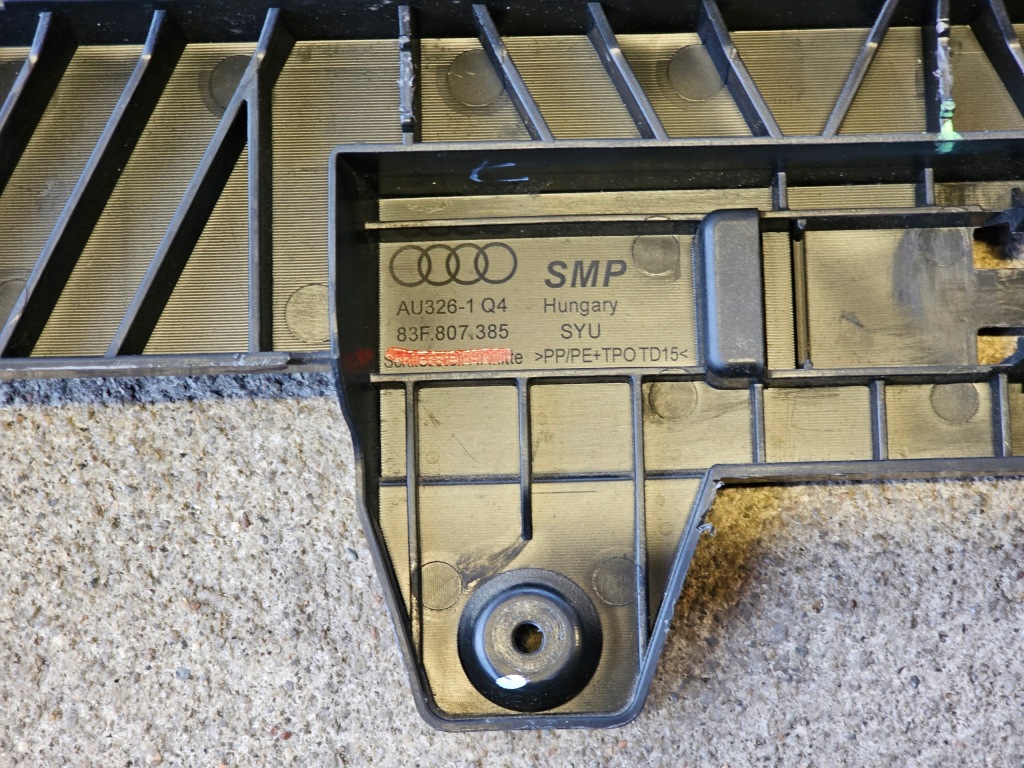 SMP
AU326-1 Q4 Hungary
83F.807.385 SYU
>PP/PE+TPO TD15<